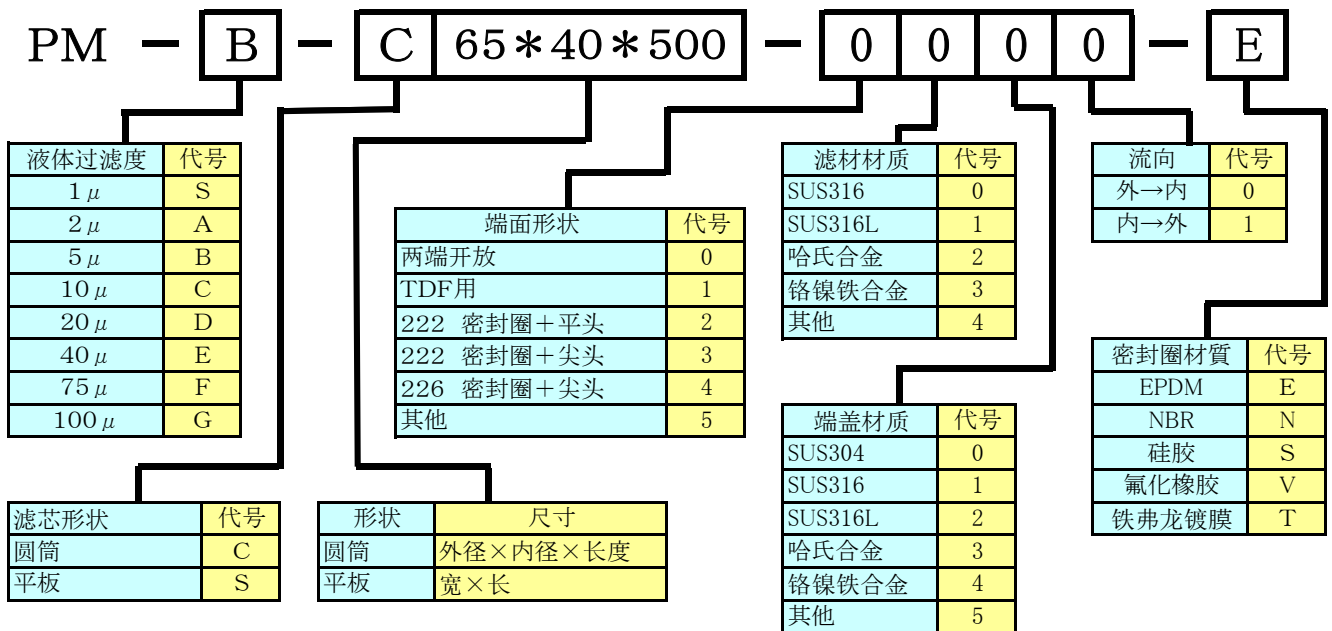 PM － B － C 65*40*500 － 0 0 0 0 － E
液体过滤度 代号
1μ S
2μ A
5μ B
10μ C
20μ D
40μ E
75μ F
100μ G
端面形状 代号
两端开放 0
TDF用 1
222 密封圈＋平头 2
222 密封圈＋尖头 3
226 密封圈＋尖头 4
其他 5
滤材材质 代号
SUS316 0
SUS316L 1
哈氏合金 2
铬镍铁合金 3
其他 4
流向 代号
外→内 0
内→外 1
密封圈材質 代号
EPDM E
NBR N
硅胶 S
氟化橡胶 V
铁弗龙镀膜 T
滤芯形状 代号
圆筒 C
平板 S
形状 尺寸
圆筒 外径×内径×长度
平板 宽×长
端盖材质 代号
SUS304 0
SUS316 1
SUS316L 2
哈氏合金 3
铬镍铁合金 4
其他 5